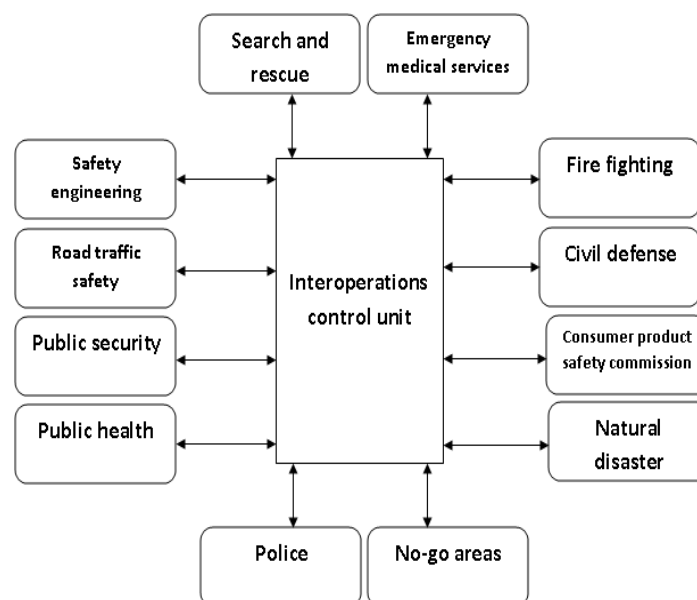 Search and
rescue
Emergency
medical services
Safety
engineering
Fire fighting
Road traffic
safety
Civil defense
Interoperations
control unit
Public security
Consumer product
safety commission
Public health
Natural
disaster
Police
No-go areas